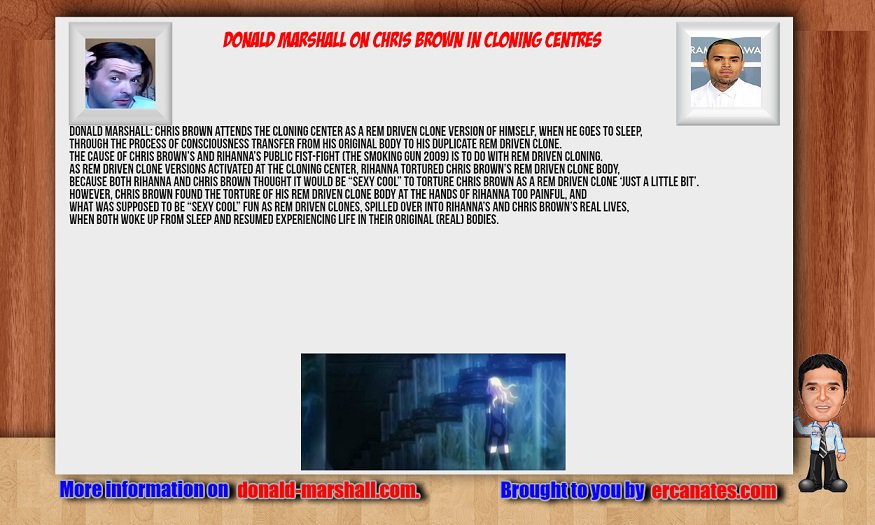 DONALD MARSHALL ON CHRIS BROWN IN CLONING CENTRES
DONALD MARSHALL: CHRIS BROWN ATTENDS THE CLONING CENTER AS A REM DRIVEN CLONE VERSION OF HIMSELF, WHEN HE GOES TO SLEEP,
THROUGH THE PROCESS OF CONSCIOUSNESS TRANSFER FROM HIS ORIGINAL BODY TO HIS DUPLICATE REM DRIVEN CLONE.
THE CAUSE OF CHRIS BROWN'S AND RIHANNA'S PUBLIC FIST-FIGHT (THE SMOKING GUN 2009) IS TO DO WITH REM DRIVEN CLONING.
AS REM DRIVEN CLONE VERSIONS ACTIVATED AT THE CLONING CENTER, RIHANNA TORTURED CHRIS BROWN'S REM DRIVEN CLONE BODY,
BECAUSE BOTH RIHANNA AND CHRIS BROWN THOUGHT IT WOULD BE “SEXY COOL” TO TORTURE CHRIS BROWN AS A REM DRIVEN CLONE ‘JUST A LITTLE BIT’.
HOWEVER, CHRIS BROWN FOUND THE TORTURE OF HIS REM DRIVEN CLONE BODY AT THE HANDS OF RIHANNA TOO PAINFUL, AND
WHAT WAS SUPPOSED TO BE “SEXY COOL” FUN AS REM DRIVEN CLONES, SPILLED OVER INTO RIHANNA'S AND CHRIS BROWN'S REAL LIVES,
WHEN BOTH WOKE UP FROM SLEEP AND RESUMED EXPERIENCING LIFE IN THEIR ORIGINAL (REAL) BODIES.
More information on donald-marshall.com.
Brought to you by ercanates.com